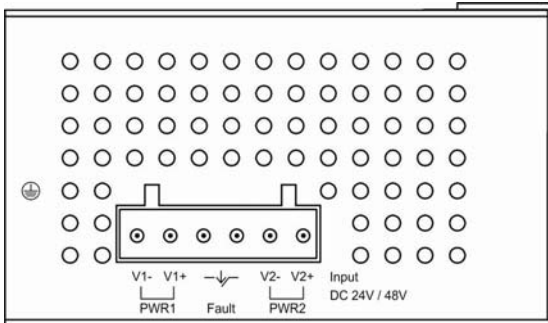 V1- V1+ V2- V2+ Input
DC 24V / 48V
PWR1 Fault PWR2